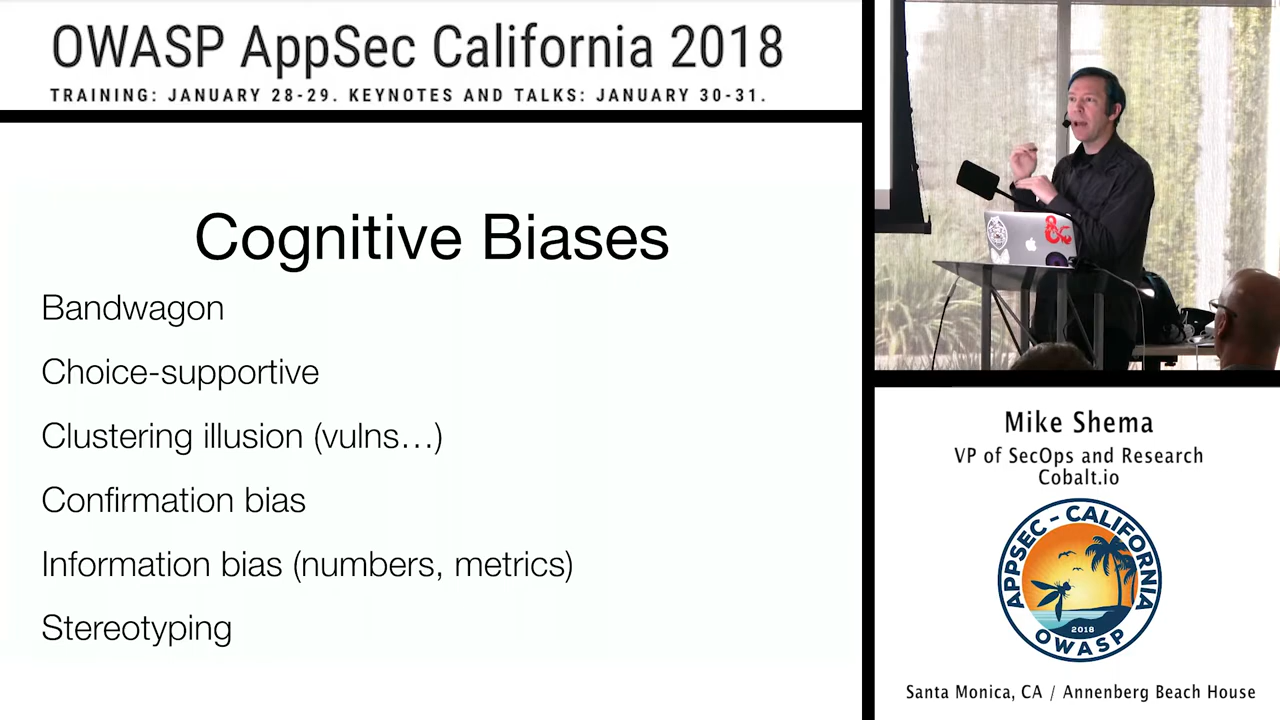 OWASP AppSec California 2018
TRAINING: JANUARY 28-29. KEYNOTES AND TALKS: JANUARY 30-31.
Cognitive Biases
Bandwagon
Choice-supportive
Clustering illusion (vulns…)
Confirmation bias
Information bias (numbers, metrics)
Stereotyping
Mike Shema
VP of SecOps and Research
Cobalt.io
APPSEC - CALIFORNIA
2018
OWASP
Santa Monica, CA / Annenberg Beach House